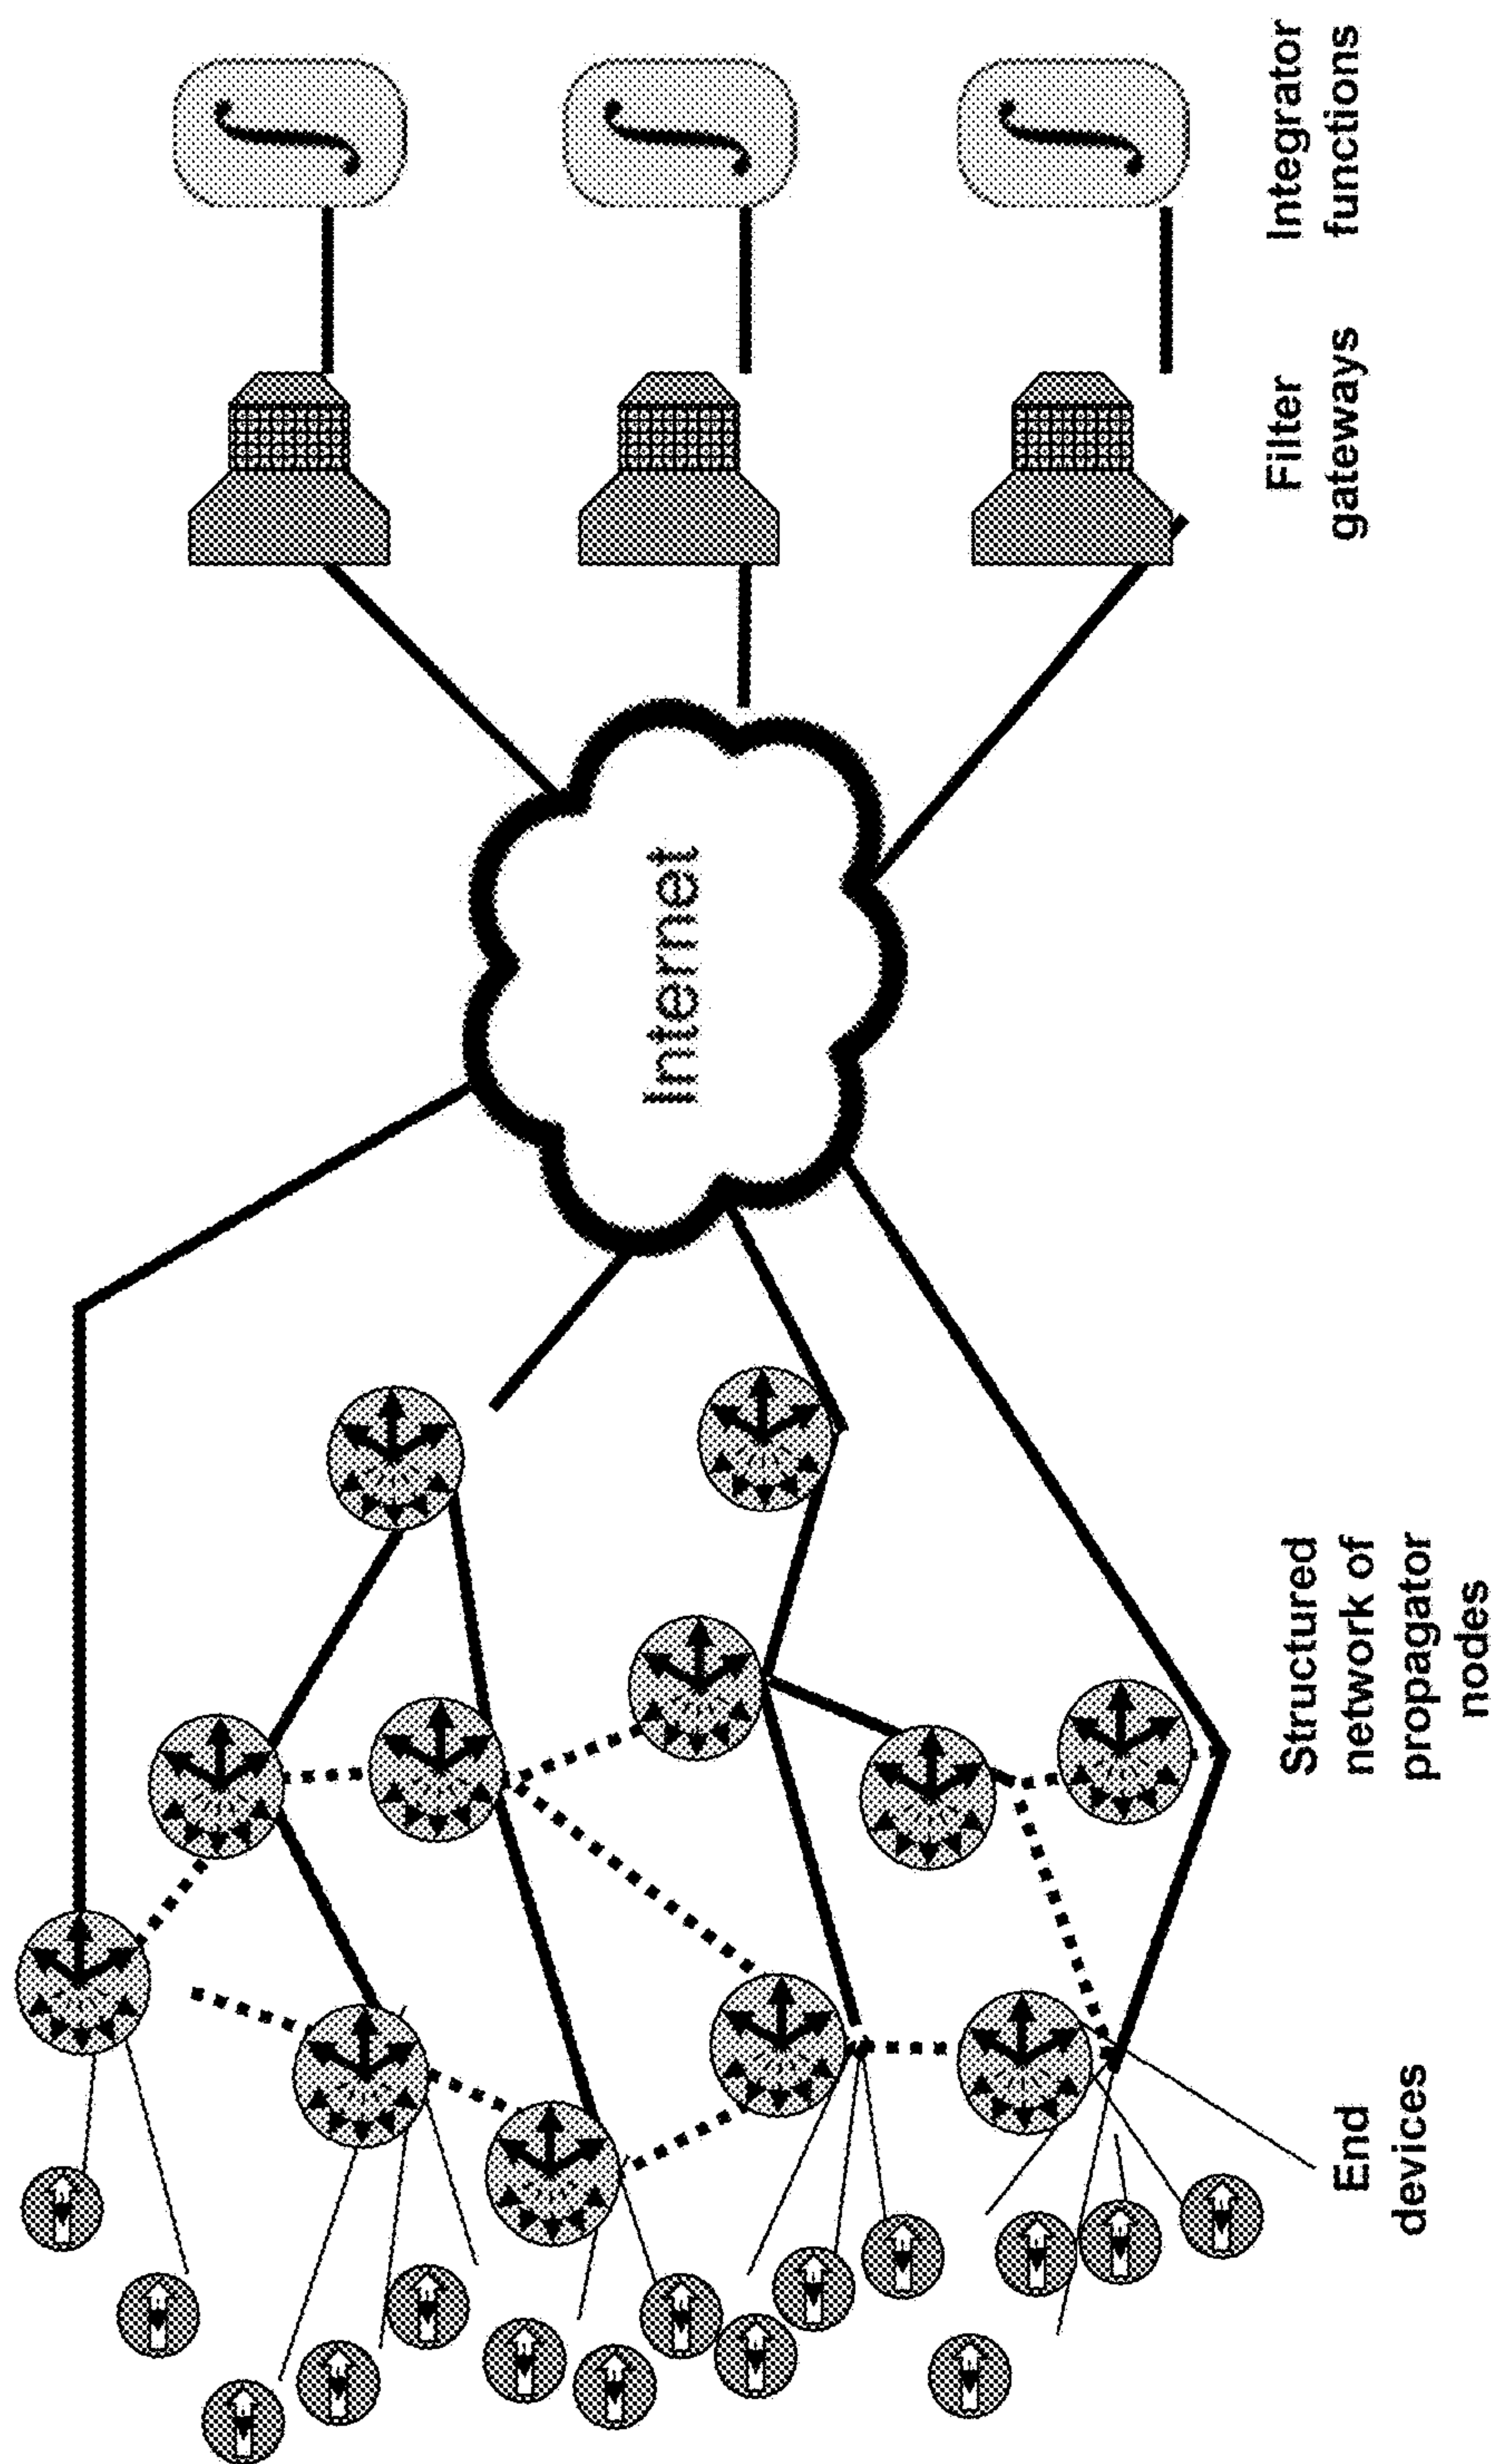 Internet
End
devices
Structured
network of
propagator
nodes
Filter
gateways
Integrator
functions